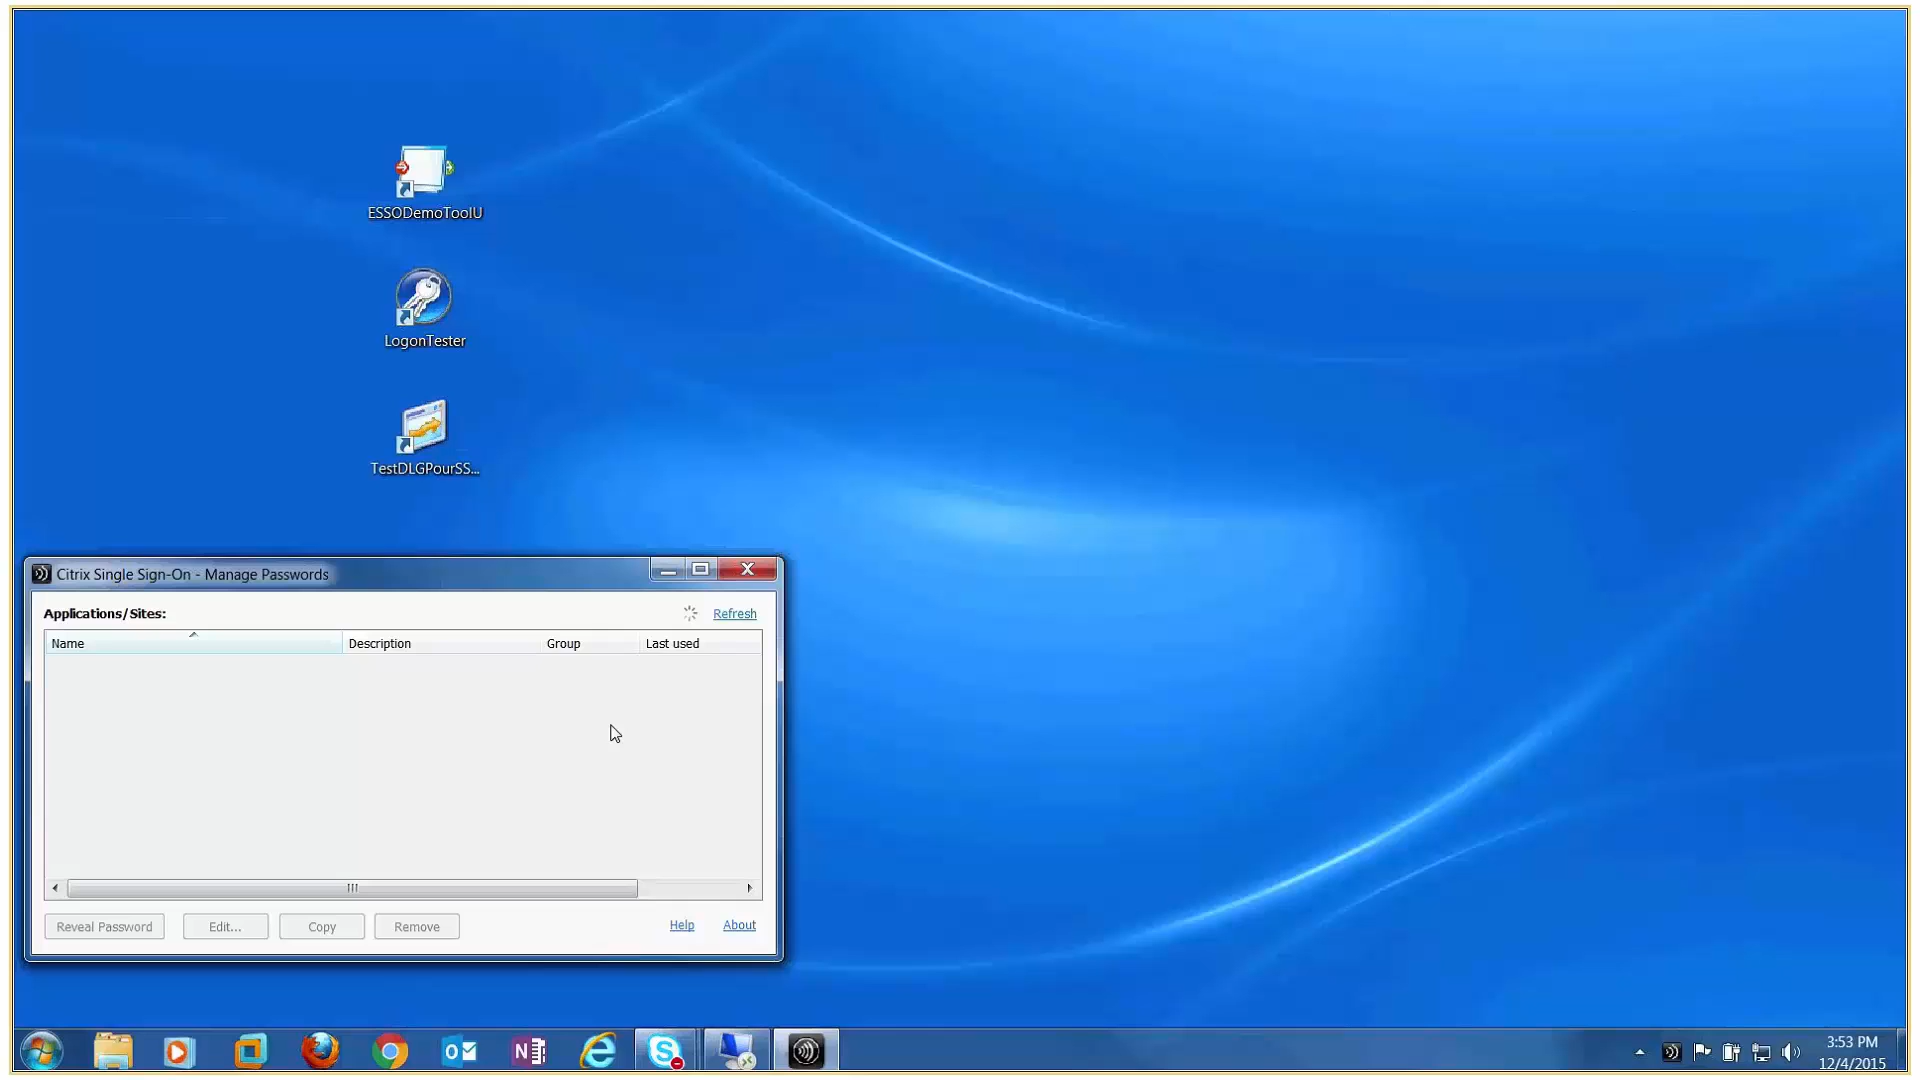 ESSODemoToolU
LogonTester
TestDLGPourSS...
Citrix Single Sign-On - Manage Passwords
Applications/Sites:
Refresh
Name Description Group Last used
Reveal Password Edit... Copy Remove Help About
3:53 PM
12/4/2015